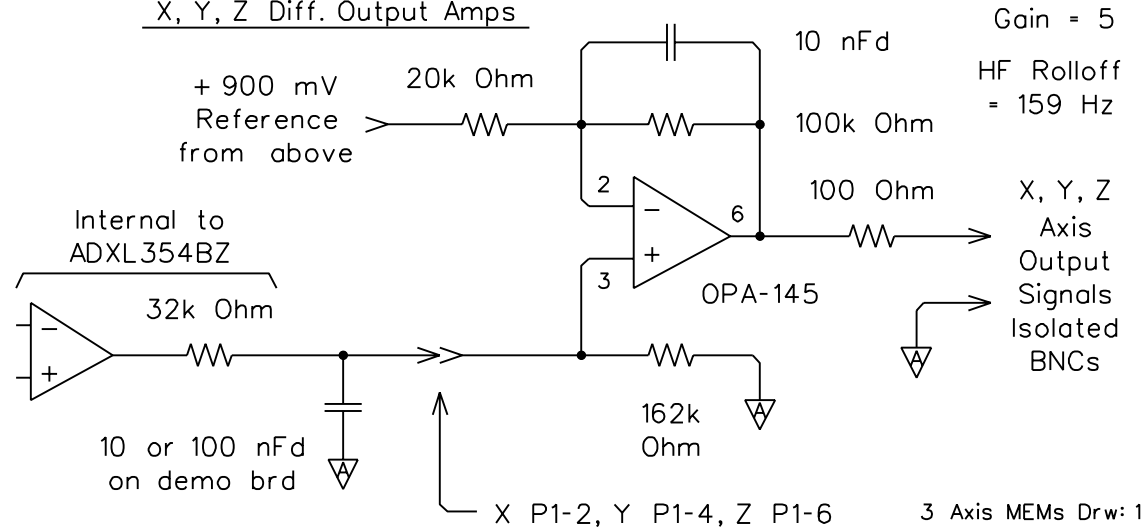 X, Y, Z Diff. Output Amps
Gain = 5
HF Rolloff
= 159 Hz
10 nFd
20k Ohm
+ 900 mV
Reference
from above
100k Ohm
2
−
6
+
3
100 Ohm
OPA-145
X, Y, Z
Axis
Output
Signals
Isolated
BNCs
A
Internal to
ADXL354BZ
32k Ohm
−
+
162k
Ohm
A
10 or 100 nFd
on demo brd
A
X P1-2, Y P1-4, Z P1-6
3 Axis MEMs Drw: 1